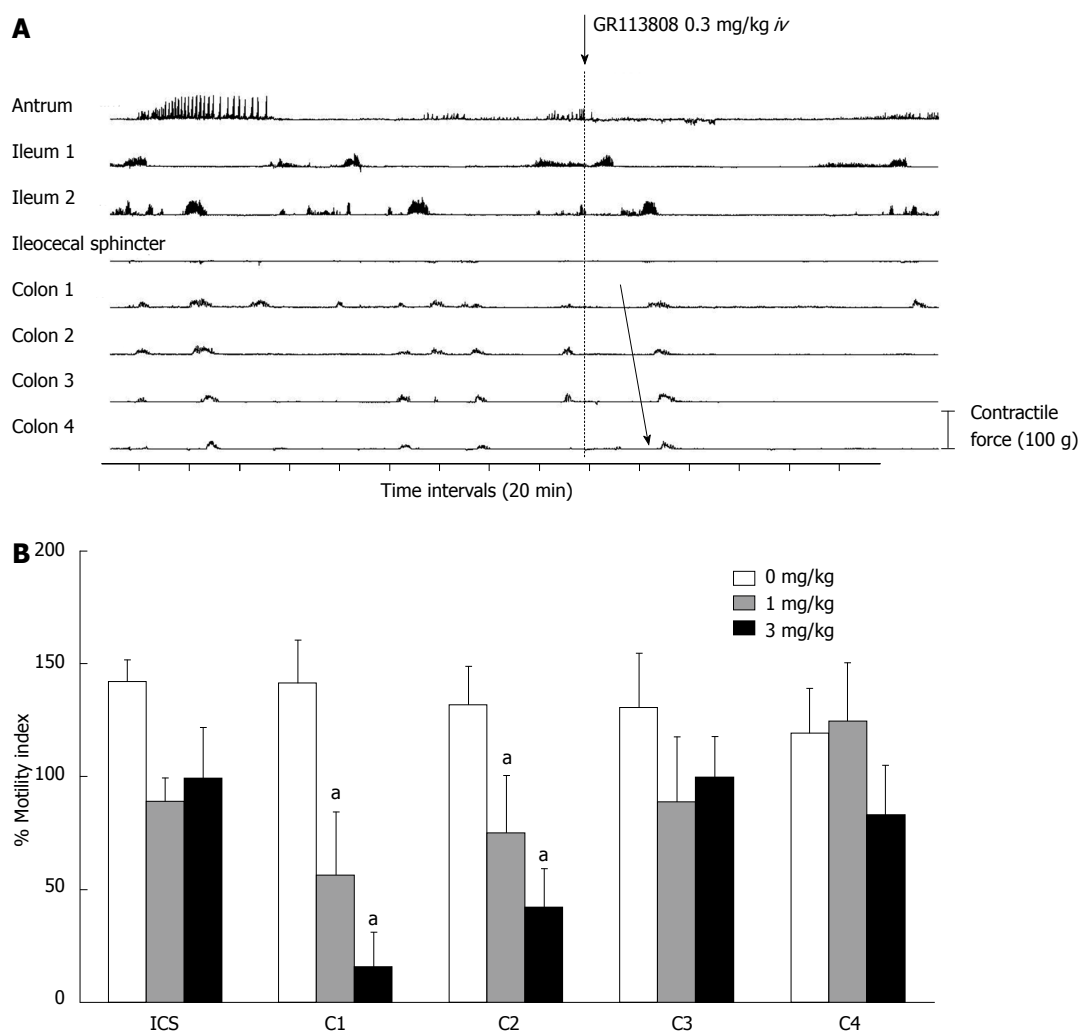 A
GR113808 0.3 mg/kg iv
Antrum
Ileum 1
Ileum 2
Ileocecal sphincter
Colon 1
Colon 2
Colon 3
Colon 4
Contractile
force (100 g)
Time intervals (20 min)
B
200
150
100
50
0
% Motility index
0 mg/kg
1 mg/kg
3 mg/kg
a
a
a
a
ICS
C1
C2
C3
C4